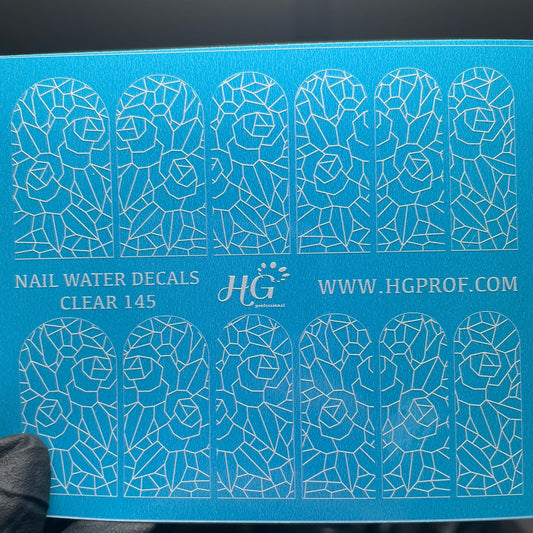 NAIL WATER DECALS
CLEAR 145
HG
professional
WWW.HGPROF.COM